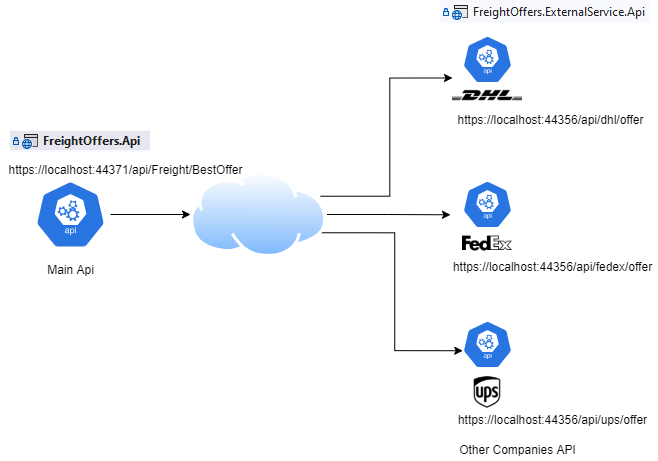 FreightOffers.ExternalService.Api
api
DHL
https://localhost:44356/api/dhl/offer
FreightOffers.Api
https://localhost:44371/api/Freight/BestOffer
api
Main Api
api
FedEx
https://localhost:44356/api/fedex/offer
api
ups
https://localhost:44356/api/ups/offer
Other Companies API